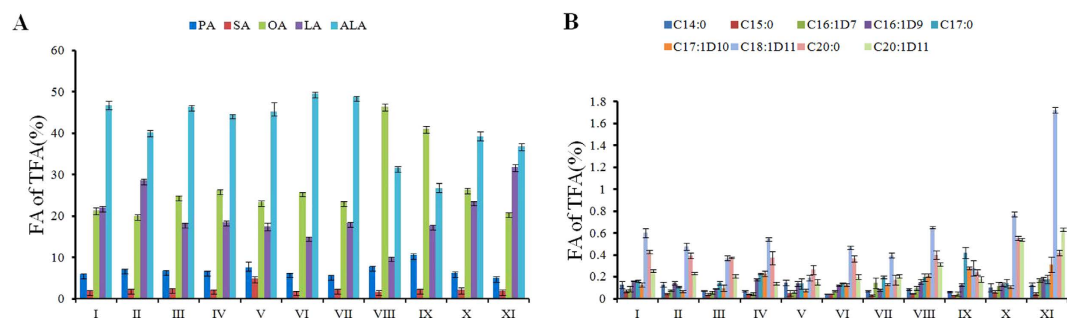 A
PA SA OA LA ALA
FA of TFA(%)
60
50
40
30
20
10
0
I II III IV V VI VII VIII IX X XI
B
C14:0 C15:0 C16:1D7 C16:1D9 C17:0
C17:1D10 C18:1D11 C20:0 C20:1D11
FA of TFA(%)
1.8
1.6
1.4
1.2
1
0.8
0.6
0.4
0.2
0
I II III IV V VI VII VIII IX X XI